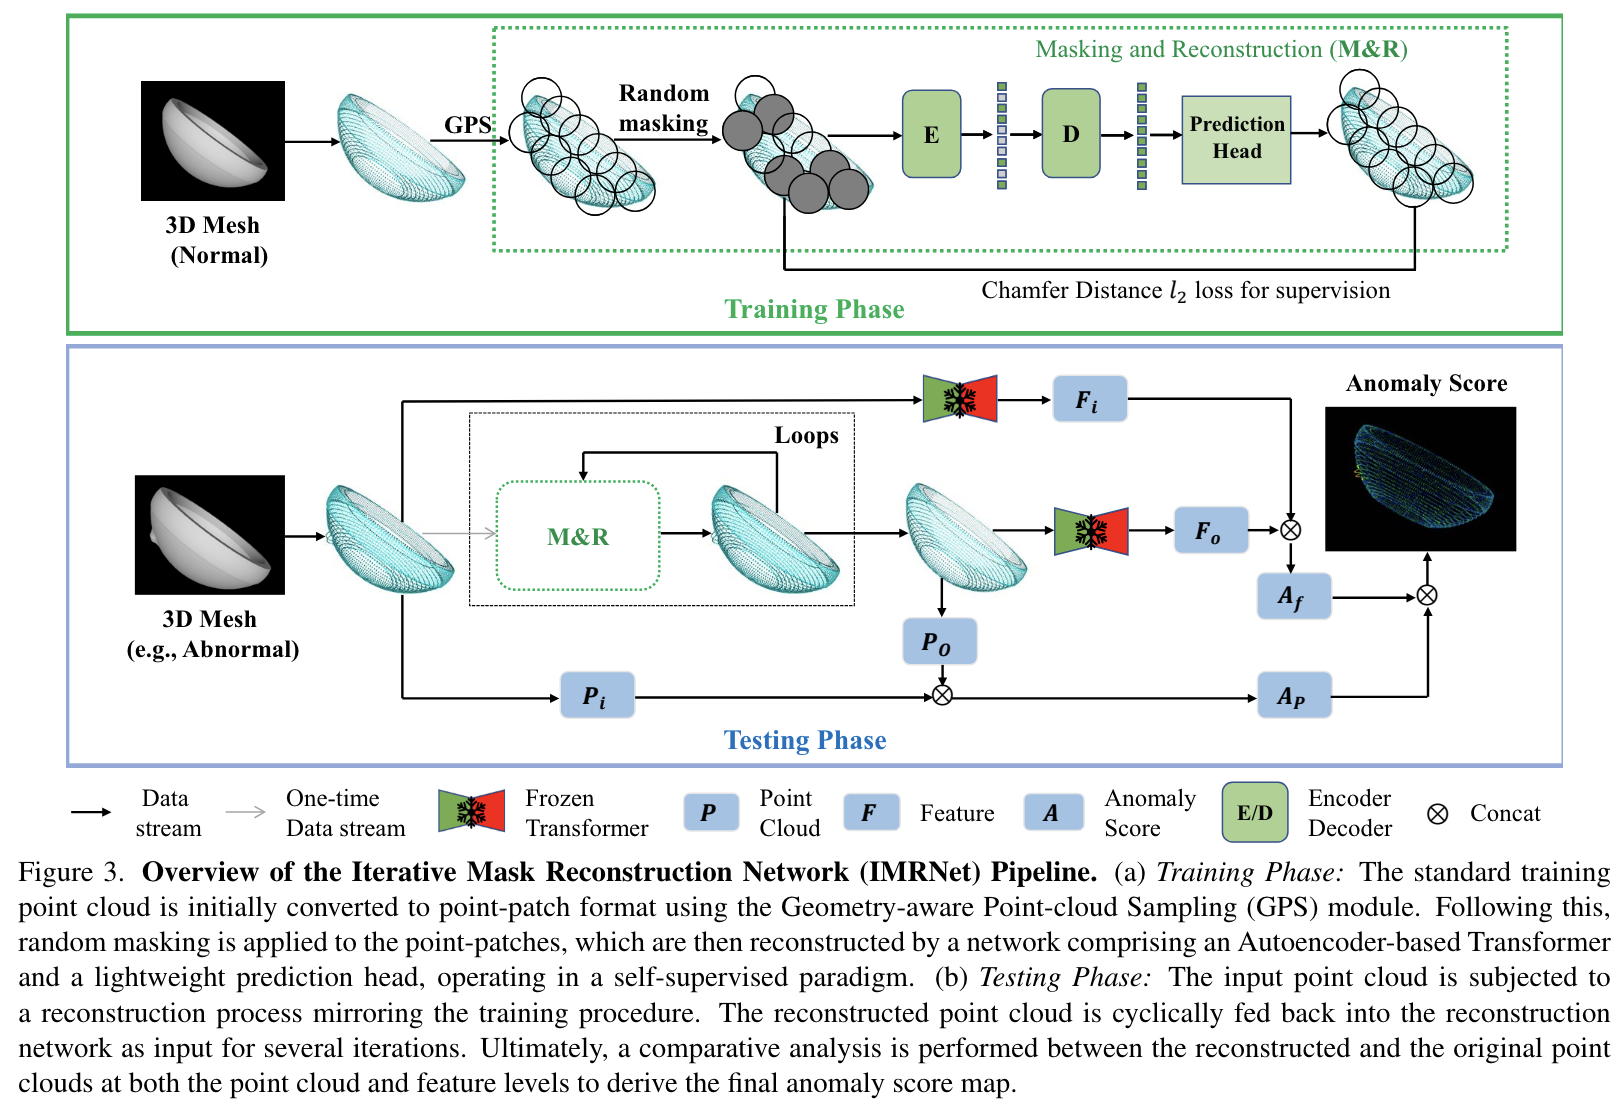 Masking and Reconstruction (M&R)
Random
masking
GPS
E
D
Prediction
Head
3D Mesh
(Normal)
Chamfer Distance l₂ loss for supervision
Training Phase
Anomaly Score
F_i
Loops
M&R
F_o
A_f
3D Mesh
(e.g., Abnormal)
P_O
P_i
A_P
Testing Phase
Data
stream
One-time
Data stream
Frozen
Transformer
P
Point
Cloud
F
Feature
A
Anomaly
Score
E/D
Encoder
Decoder
Concat
Figure 3. Overview of the Iterative Mask Reconstruction Network (IMRNet) Pipeline. (a) Training Phase: The standard training
point cloud is initially converted to point-patch format using the Geometry-aware Point-cloud Sampling (GPS) module. Following this,
random masking is applied to the point-patches, which are then reconstructed by a network comprising an Autoencoder-based Transformer
and a lightweight prediction head, operating in a self-supervised paradigm. (b) Testing Phase: The input point cloud is subjected to
a reconstruction process mirroring the training procedure. The reconstructed point cloud is cyclically fed back into the reconstruction
network as input for several iterations. Ultimately, a comparative analysis is performed between the reconstructed and the original point
clouds at both the point cloud and feature levels to derive the final anomaly score map.